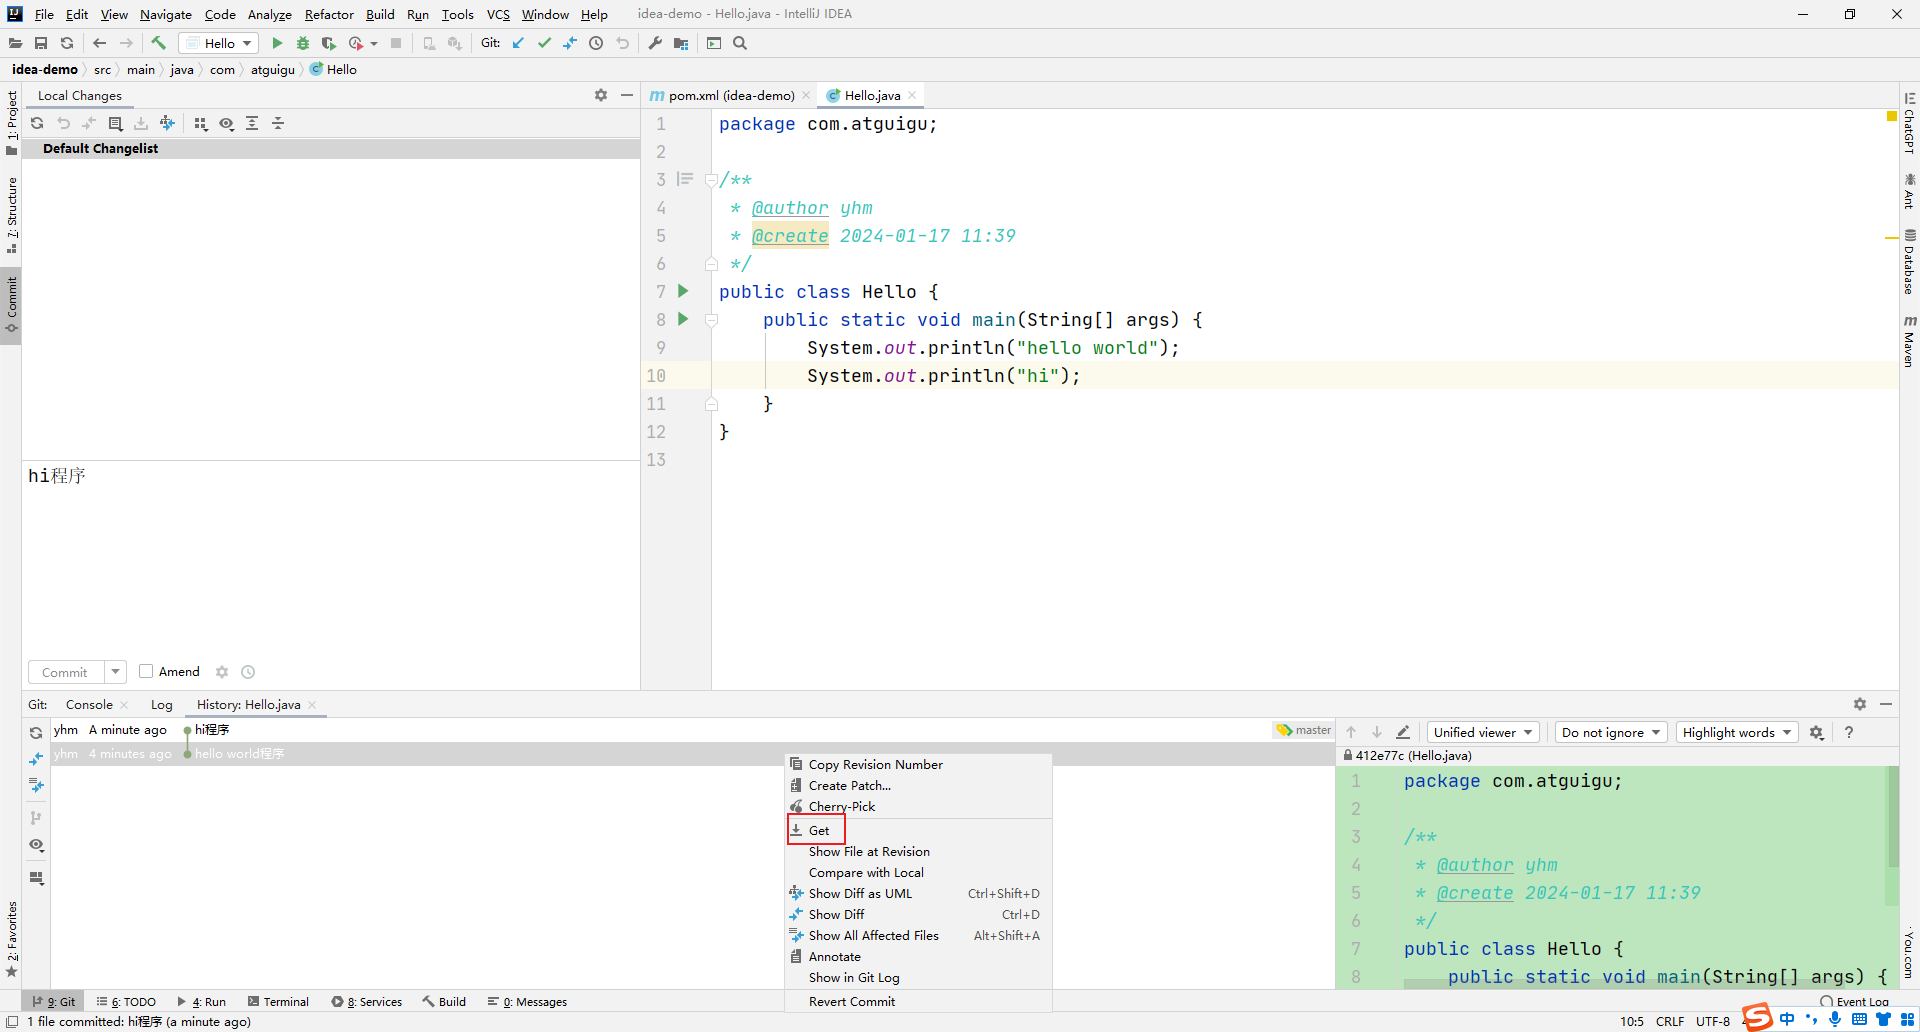 File Edit View Navigate Code Analyze Refactor Build Run Tools VCS Window Help idea-demo - Hello.java - IntelliJ IDEA
Hello Git:
idea-demo src main java com atguigu Hello
Local Changes
pom.xml (idea-demo) Hello.java
Default Changelist
1: Project
7: Structure
Commit
2: Favorites
1 package com.atguigu;
2
3 /**
4 * @author yhm
5 * @create 2024-01-17 11:39
6 */
7 public class Hello {
8 public static void main(String[] args) {
9 System.out.println("hello world");
10 System.out.println("hi");
11 }
12 }
13
ChatGPT
Ant
Database
Maven
You.com
hi程序
Commit Amend
Git: Console Log History: Hello.java
yhm A minute ago hi程序 master
yhm 4 minutes ago hello world程序
Copy Revision Number
Create Patch...
Cherry-Pick
Get
Show File at Revision
Compare with Local
Show Diff as UML Ctrl+Shift+D
Show Diff Ctrl+D
Show All Affected Files Alt+Shift+A
Annotate
Show in Git Log
Revert Commit
Unified viewer Do not ignore Highlight words ?
412e77c (Hello.java)
1 package com.atguigu;
2
3 /**
4 * @author yhm
5 * @create 2024-01-17 11:39
6 */
7 public class Hello {
8 public static void main(String[] args) {
9: Git 6: TODO 4: Run Terminal 8: Services Build 0: Messages Event Log
1 file committed: hi程序 (a minute ago) 10:5 CRLF UTF-8 中